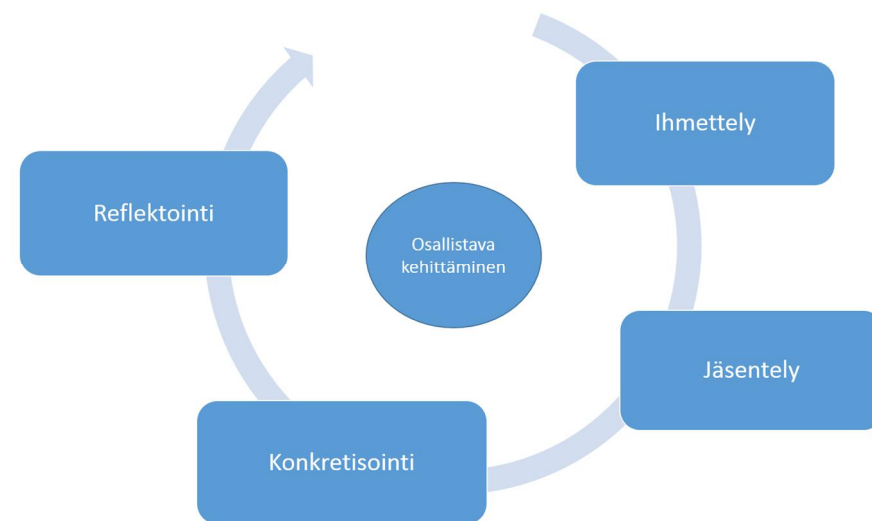 Ihmettely
Jäsentely
Konkretisointi
Reflektointi
Osallistava
kehittäminen